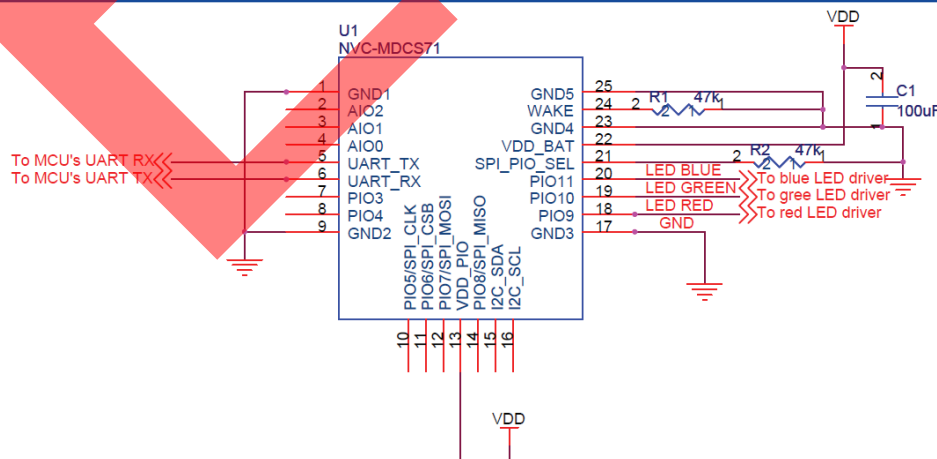 VDD
U1
NVC-MDCS71
1 GND1
2 AIO2
3 AIO1
4 AIO0
5 UART_TX
6 UART_RX
7 PIO3
8 PIO4
9 GND2
To MCU's UART RX
To MCU's UART TX
25 GND5
24 WAKE
23 GND4
22 VDD_BAT
21 SPI_PIO_SEL
20 PIO11
19 PIO10
18 PIO9
17 GND3
2 R1 47k 1
2 1
2 R2 47k 1
2 1
2 C1
1 100uF
LED BLUE
LED GREEN
LED RED
GND
To blue LED driver
To gree LED driver
To red LED driver
PIO5/SPI_CLK
PIO6/SPI_CSB
PIO7/SPI_MOSI
VDD_PIO
PIO8/SPI_MISO
I2C_SDA
I2C_SCL
10
11
12
13
14
15
16
VDD